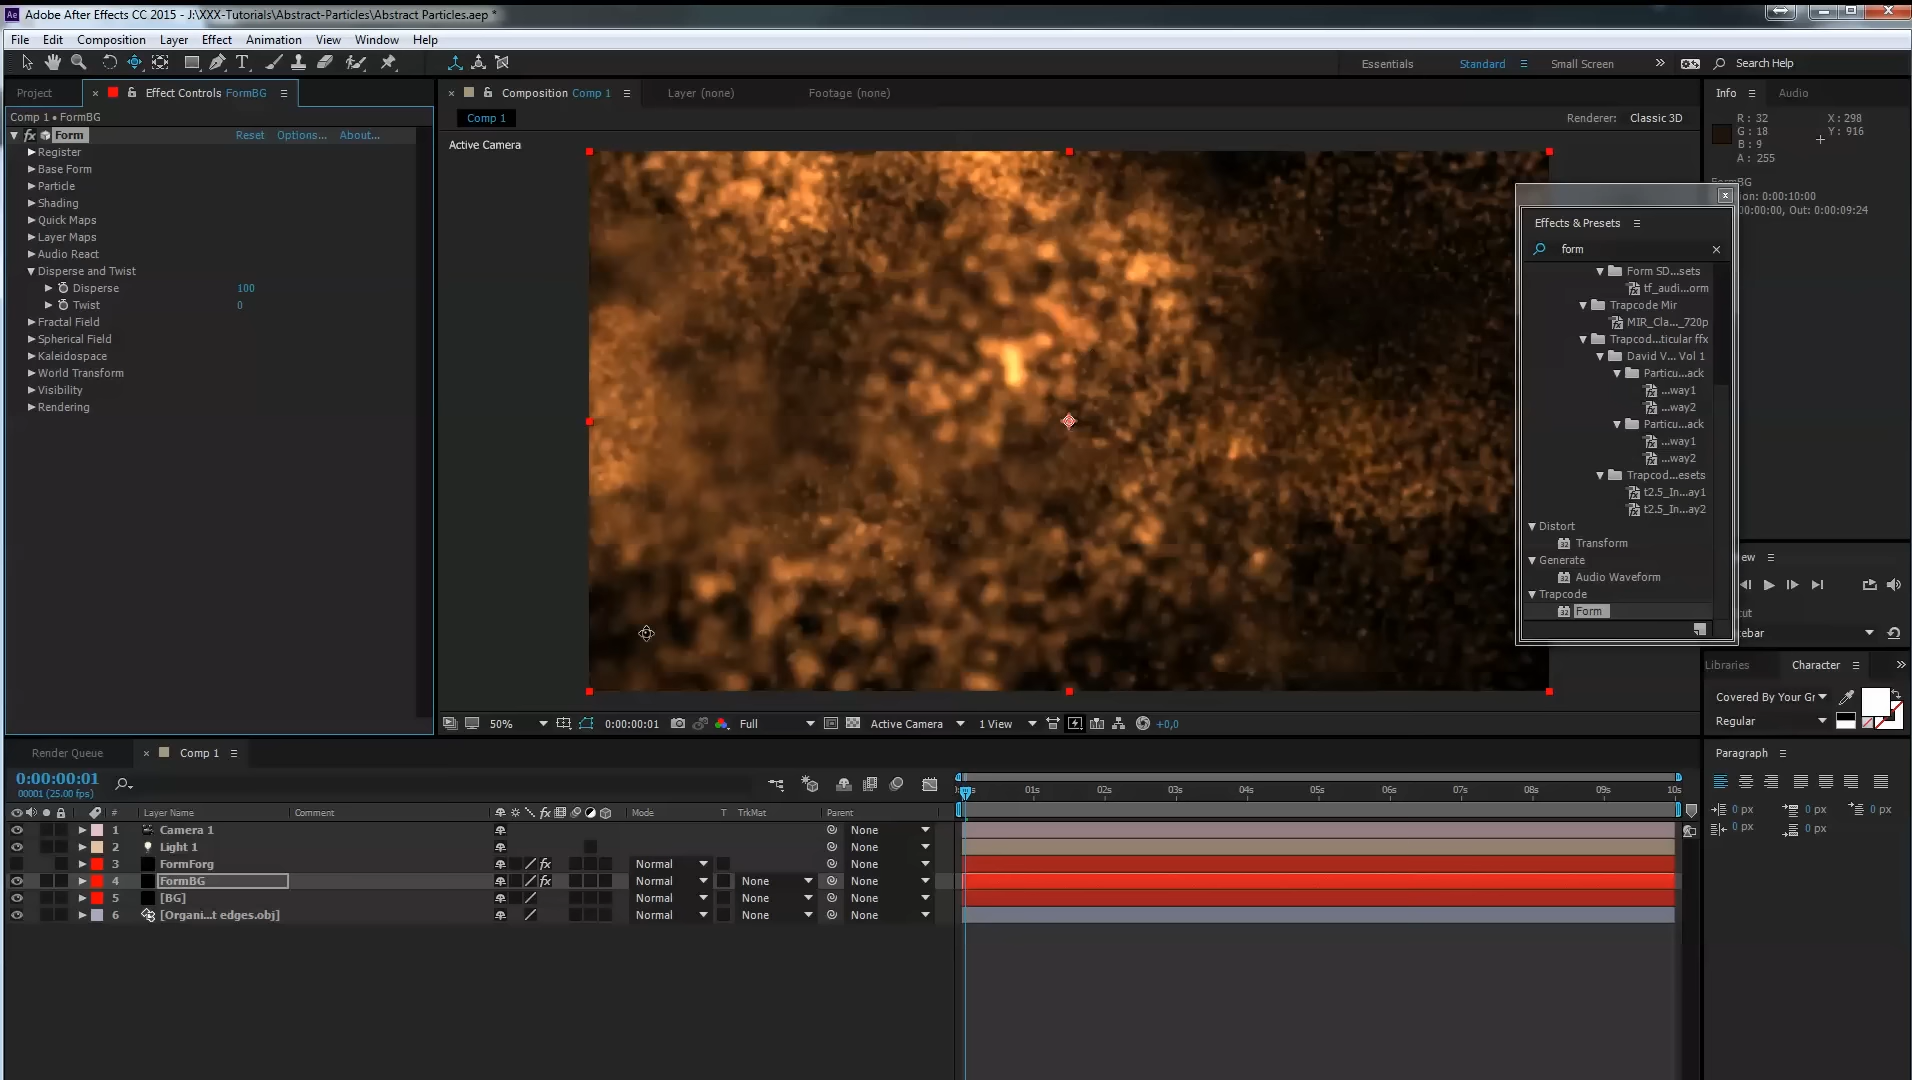 Adobe After Effects CC 2015 - J:\XXX-Tutorials\Abstract-Particles\Abstract Particles.aep *
File Edit Composition Layer Effect Animation View Window Help
Essentials Standard Small Screen Search Help
Project Effect Controls FormBG
Composition Comp 1 Layer (none) Footage (none)
Info Audio
Comp 1 • FormBG
Comp 1
Renderer: Classic 3D
Active Camera
R : 32 X : 298
G : 18 Y : 916
B : 9
A : 255
fx Form Reset Options... About...
Register
Base Form
Particle
Shading
Quick Maps
Layer Maps
Audio React
Disperse and Twist
Disperse 100
Twist 0
Fractal Field
Spherical Field
Kaleidospace
World Transform
Visibility
Rendering
FormBG
ion: 0:00:10:00
00:00:00, Out: 0:00:09:24
Effects & Presets
form
Form SD...sets
tf_audi...orm
Trapcode Mir
MIR_Cla..._720p
Trapcod...ticular ffx
David V... Vol 1
Particu...ack
...way1
...way2
Particu...ack
...way1
...way2
Trapcod...esets
t2.5_In...ay1
t2.5_In...ay2
Distort
Transform
Generate
Audio Waveform
Trapcode
Form
ew
cut
ebar
Libraries Character
Covered By Your Gr
Regular
50% 0:00:00:01 Full Active Camera 1 View +0,0
Render Queue Comp 1
Paragraph
0:00:00:01
00001 (25.00 fps)
01s 02s 03s 04s 05s 06s 07s 08s 09s 10s
0 px 0 px 0 px
0 px 0 px
# Layer Name Comment fx Mode T TrkMat Parent
1 Camera 1 None
2 Light 1 None
3 FormForg fx Normal None
4 FormBG fx Normal None None
5 [BG] Normal None None
6 [Organi...t edges.obj] Normal None None